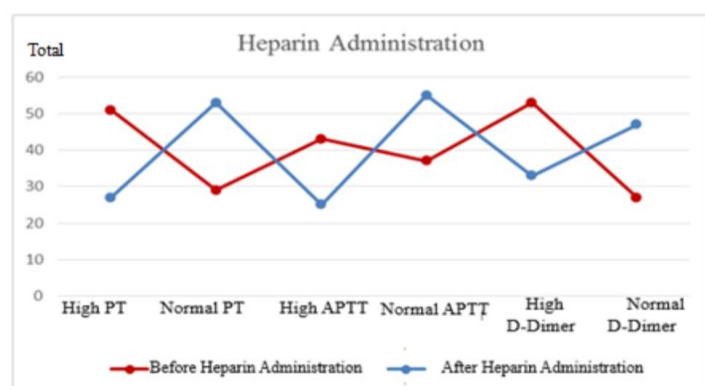 Heparin Administration
Total
60
50
40
30
20
10
0
High PT Normal PT High APTT Normal APTT High D-Dimer Normal D-Dimer
Before Heparin Administration After Heparin Administration